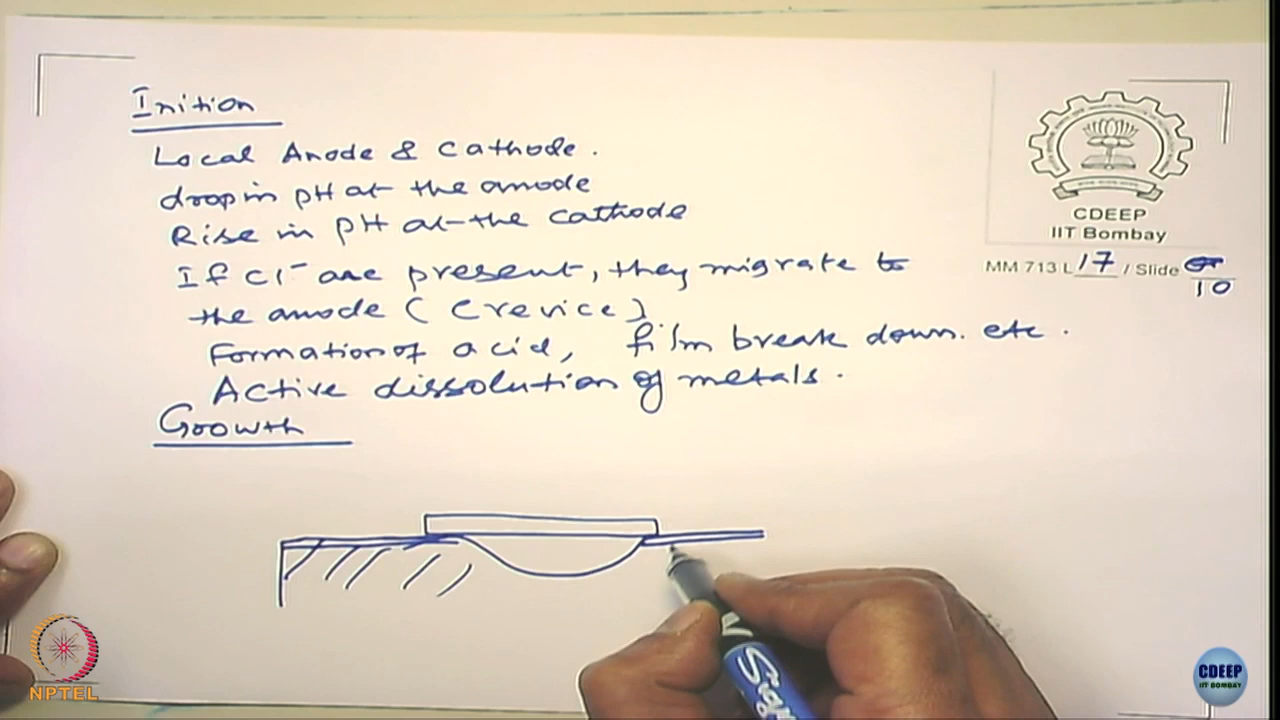 Inition
Local Anode & Cathode.
drop in pH at the anode
Rise in pH at the cathode
If Cl⁻ are present, they migrate to
the anode (Crevice)
Formation of acid, film break down. etc.
Active dissolution of metals.
Growth
CDEEP
IIT Bombay
MM 713 L 17 / Slide
10
NPTEL
CDEEP
IIT BOMBAY